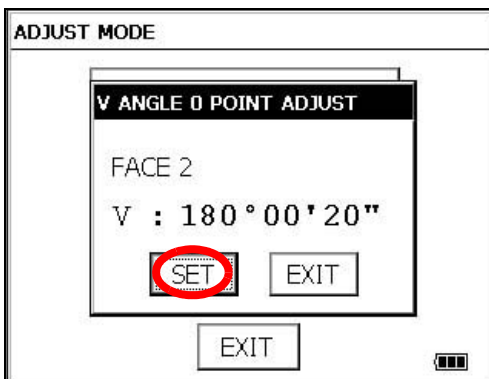 ADJUST MODE
V ANGLE 0 POINT ADJUST
FACE 2
V : 180°00'20"
SET EXIT
EXIT